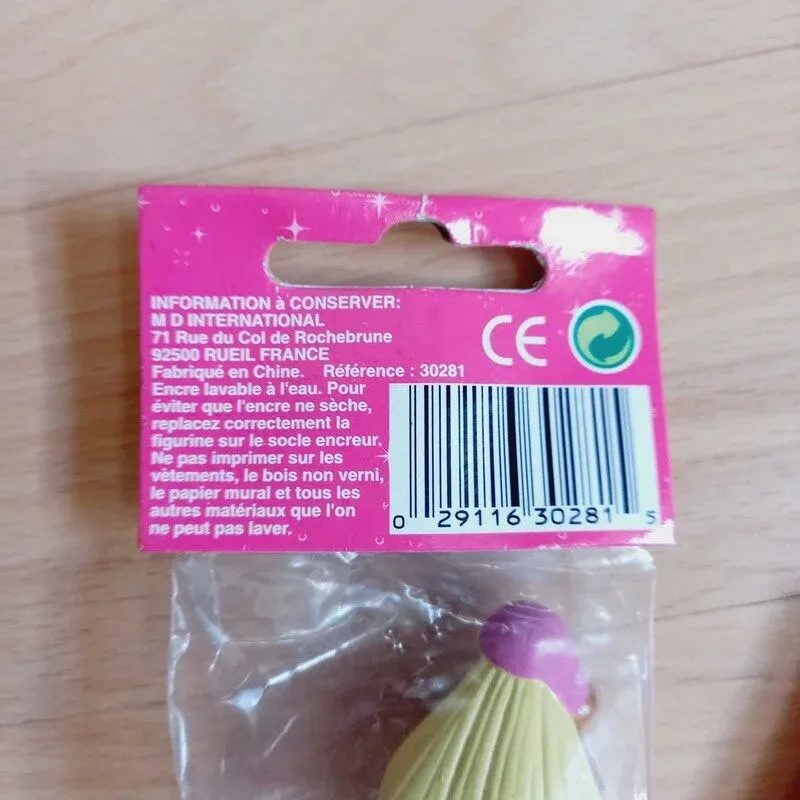 INFORMATION à CONSERVER:
M D INTERNATIONAL
71 Rue du Col de Rochebrune
92500 RUEIL FRANCE
Fabriqué en Chine. Référence : 30281
Encre lavable à l'eau. Pour
éviter que l'encre ne sèche,
replacez correctement la
figurine sur le socle encreur.
Ne pas imprimer sur les
vêtements, le bois non verni,
le papier mural et tous les
autres matériaux que l'on
ne peut pas laver.
CE
0 29116 30281 5